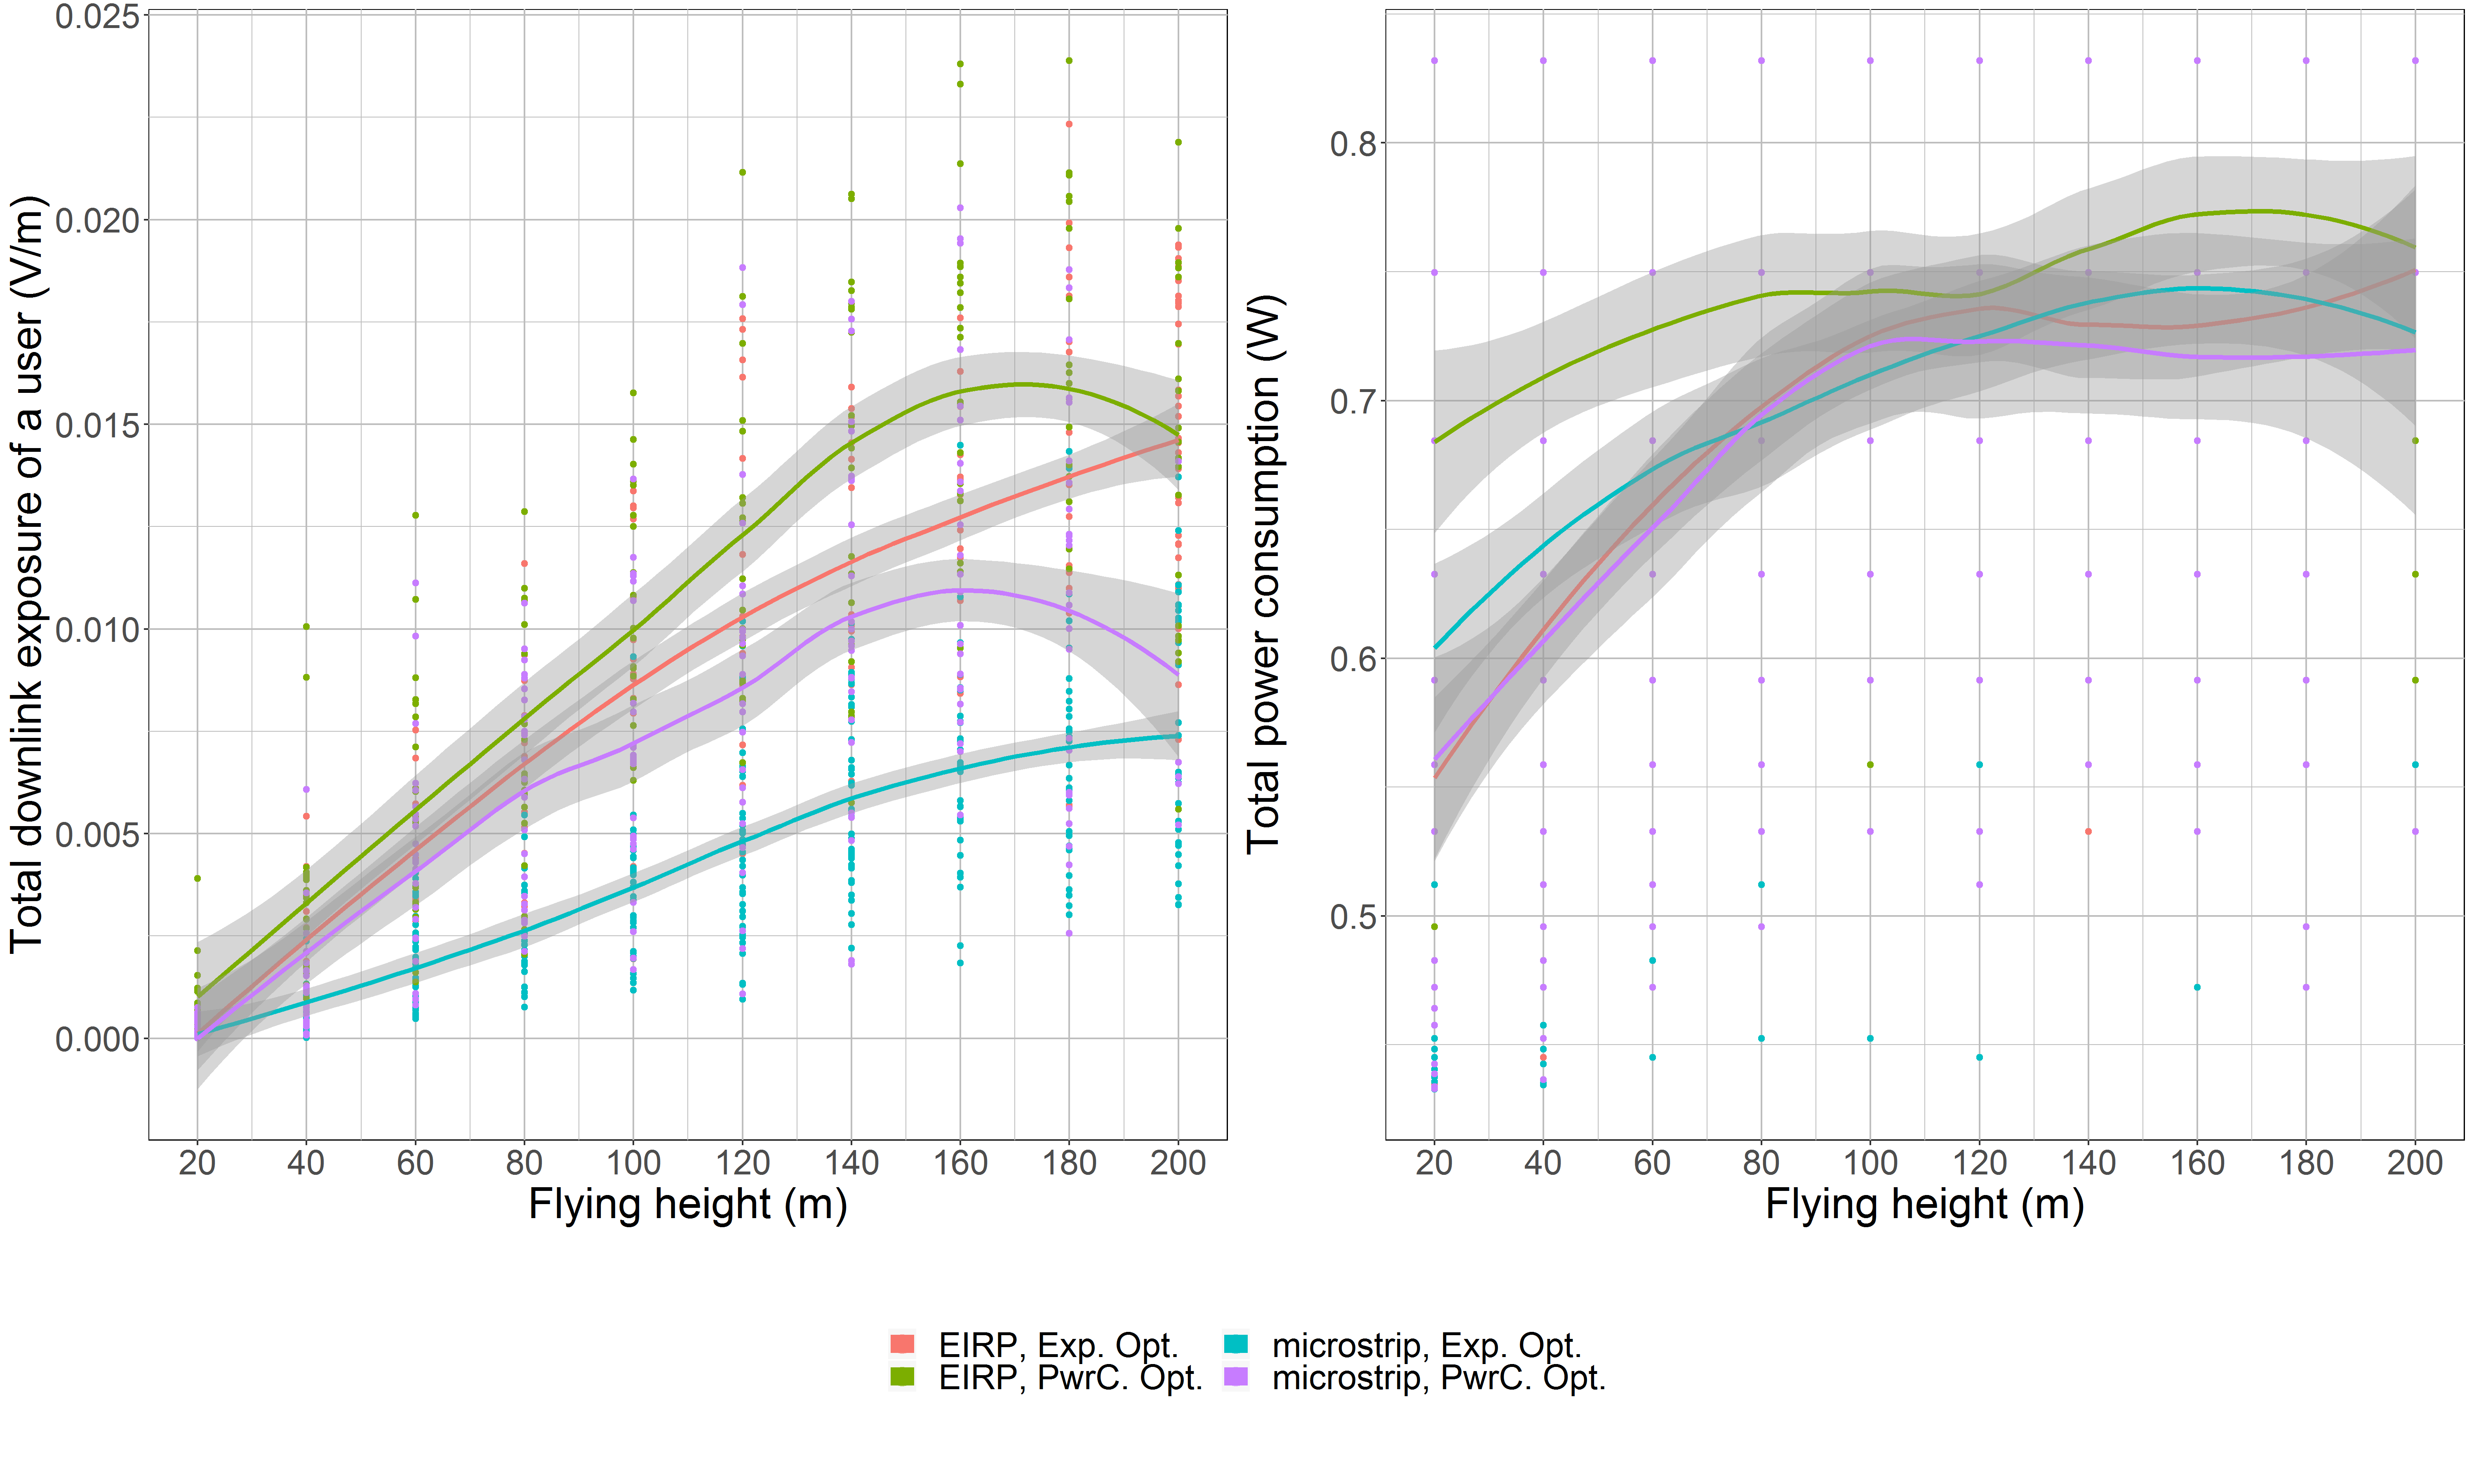 Total downlink exposure of a user (V/m)
0.025
0.020
0.015
0.010
0.005
0.000
20 40 60 80 100 120 140 160 180 200
Flying height (m)
Total power consumption (W)
0.8
0.7
0.6
0.5
20 40 60 80 100 120 140 160 180 200
Flying height (m)
EIRP, Exp. Opt. microstrip, Exp. Opt.
EIRP, PwrC. Opt. microstrip, PwrC. Opt.